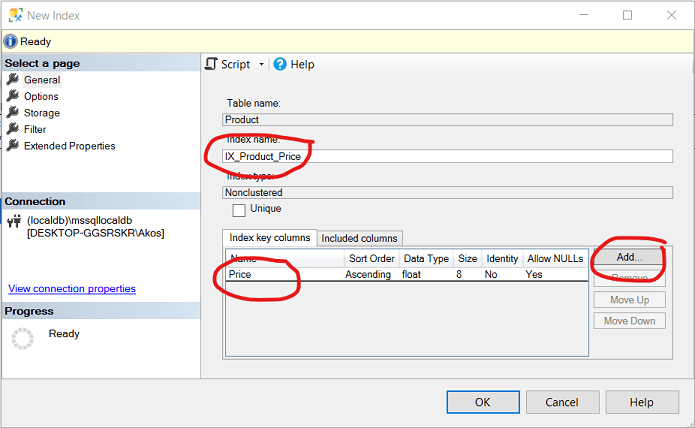 New Index
Ready
Select a page
General
Options
Storage
Filter
Extended Properties
Connection
(localdb)\mssqllocaldb
[DESKTOP-GGSRSKR\Akos]
View connection properties
Progress
Ready
Script Help
Table name:
Product
Index name:
IX_Product_Price
Index type:
Nonclustered
Unique
Index key columns Included columns
Name Sort Order Data Type Size Identity Allow NULLs
Price Ascending float 8 No Yes
Add...
Remove
Move Up
Move Down
OK Cancel Help